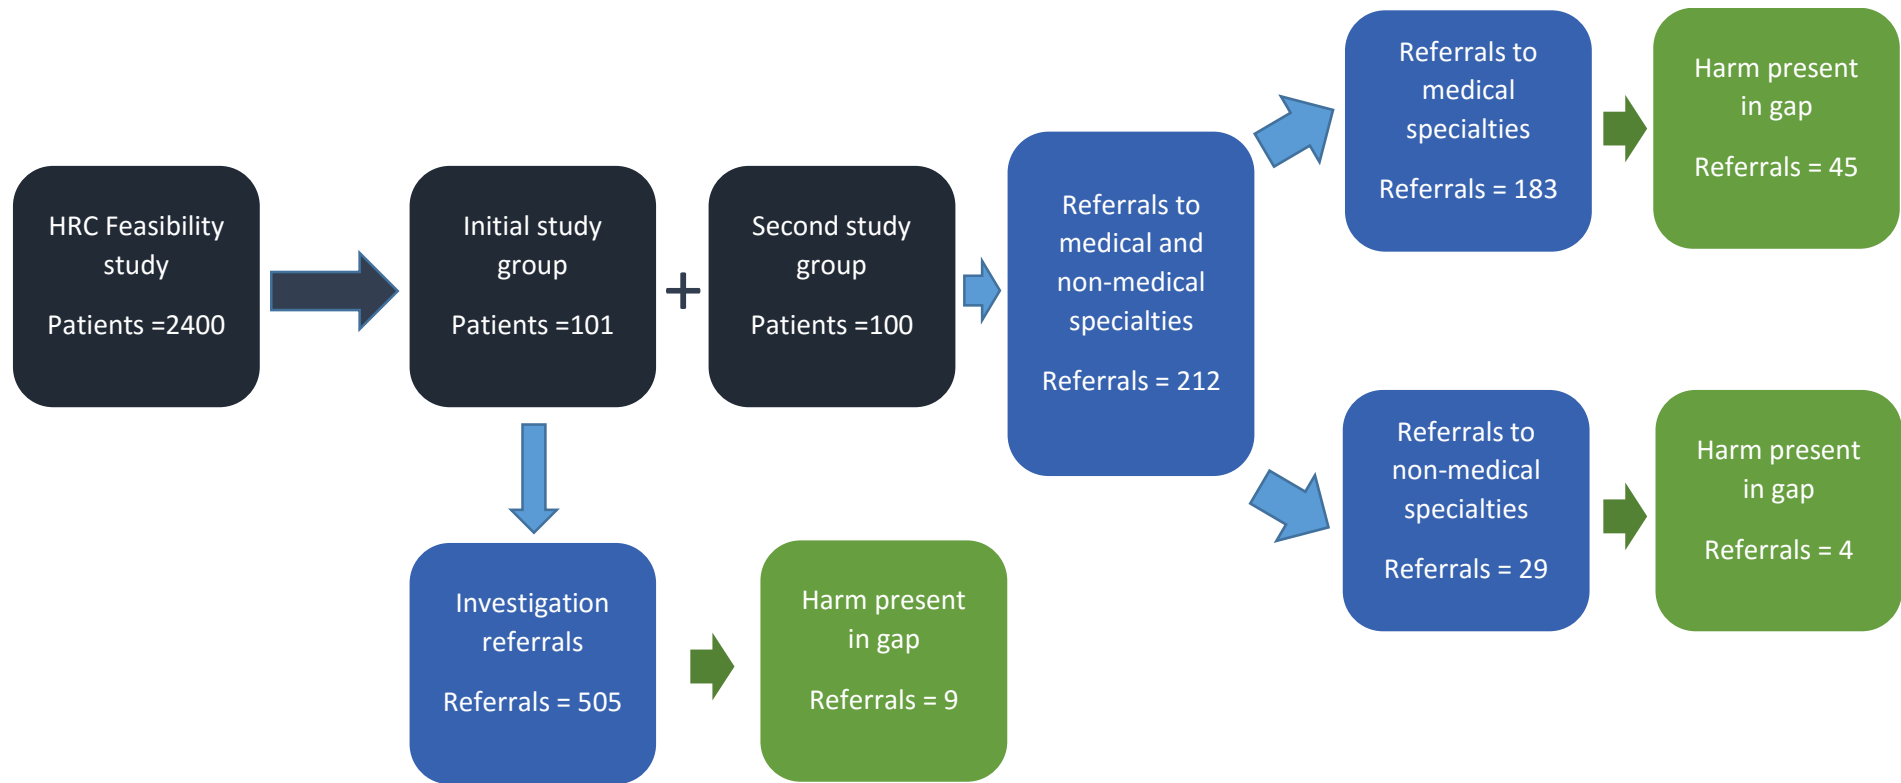 HRC Feasibility
study
Patients =2400
Initial study
group
Patients =101
+
Second study
group
Patients =100
Referrals to
medical and
non-medical
specialties
Referrals = 212
Referrals to
medical
specialties
Referrals = 183
Harm present
in gap
Referrals = 45
Referrals to
non-medical
specialties
Referrals = 29
Harm present
in gap
Referrals = 4
Investigation
referrals
Referrals = 505
Harm present
in gap
Referrals = 9